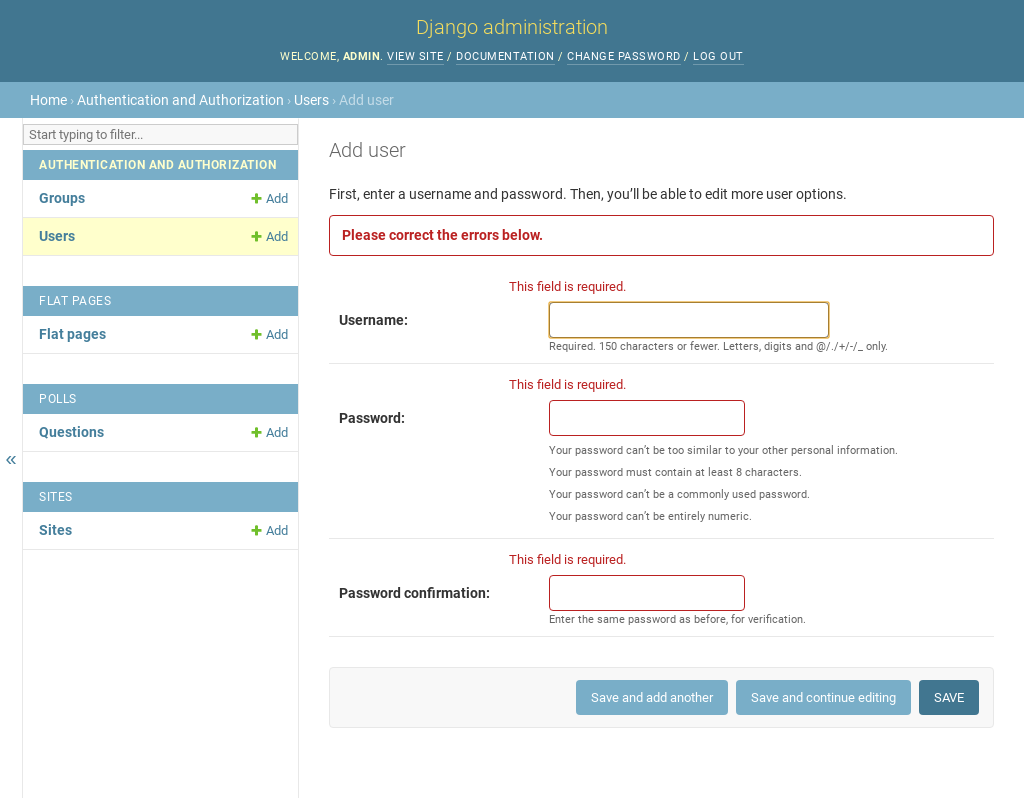 Django administration
WELCOME, ADMIN. VIEW SITE / DOCUMENTATION / CHANGE PASSWORD / LOG OUT
Home › Authentication and Authorization › Users › Add user
Start typing to filter...
AUTHENTICATION AND AUTHORIZATION
Groups Add
Users Add
FLAT PAGES
Flat pages Add
POLLS
Questions Add
SITES
Sites Add
«
Add user
First, enter a username and password. Then, you’ll be able to edit more user options.
Please correct the errors below.
This field is required.
Username:
Required. 150 characters or fewer. Letters, digits and @/./+/-/_ only.
This field is required.
Password:
Your password can’t be too similar to your other personal information.
Your password must contain at least 8 characters.
Your password can’t be a commonly used password.
Your password can’t be entirely numeric.
This field is required.
Password confirmation:
Enter the same password as before, for verification.
Save and add another Save and continue editing SAVE